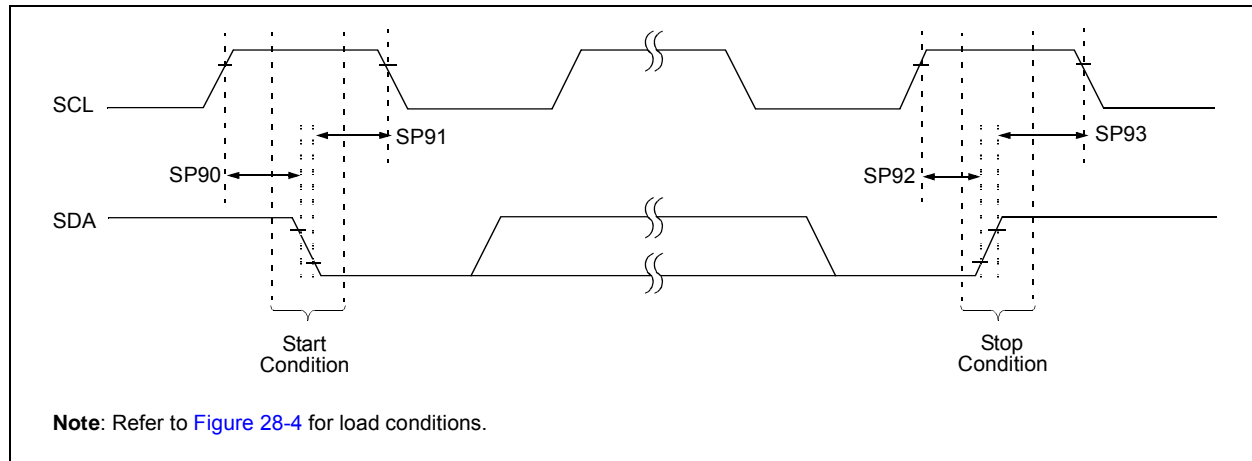 SCL
SP91
SP93
SP90
SP92
SDA
Start
Condition
Stop
Condition
Note: Refer to Figure 28-4 for load conditions.